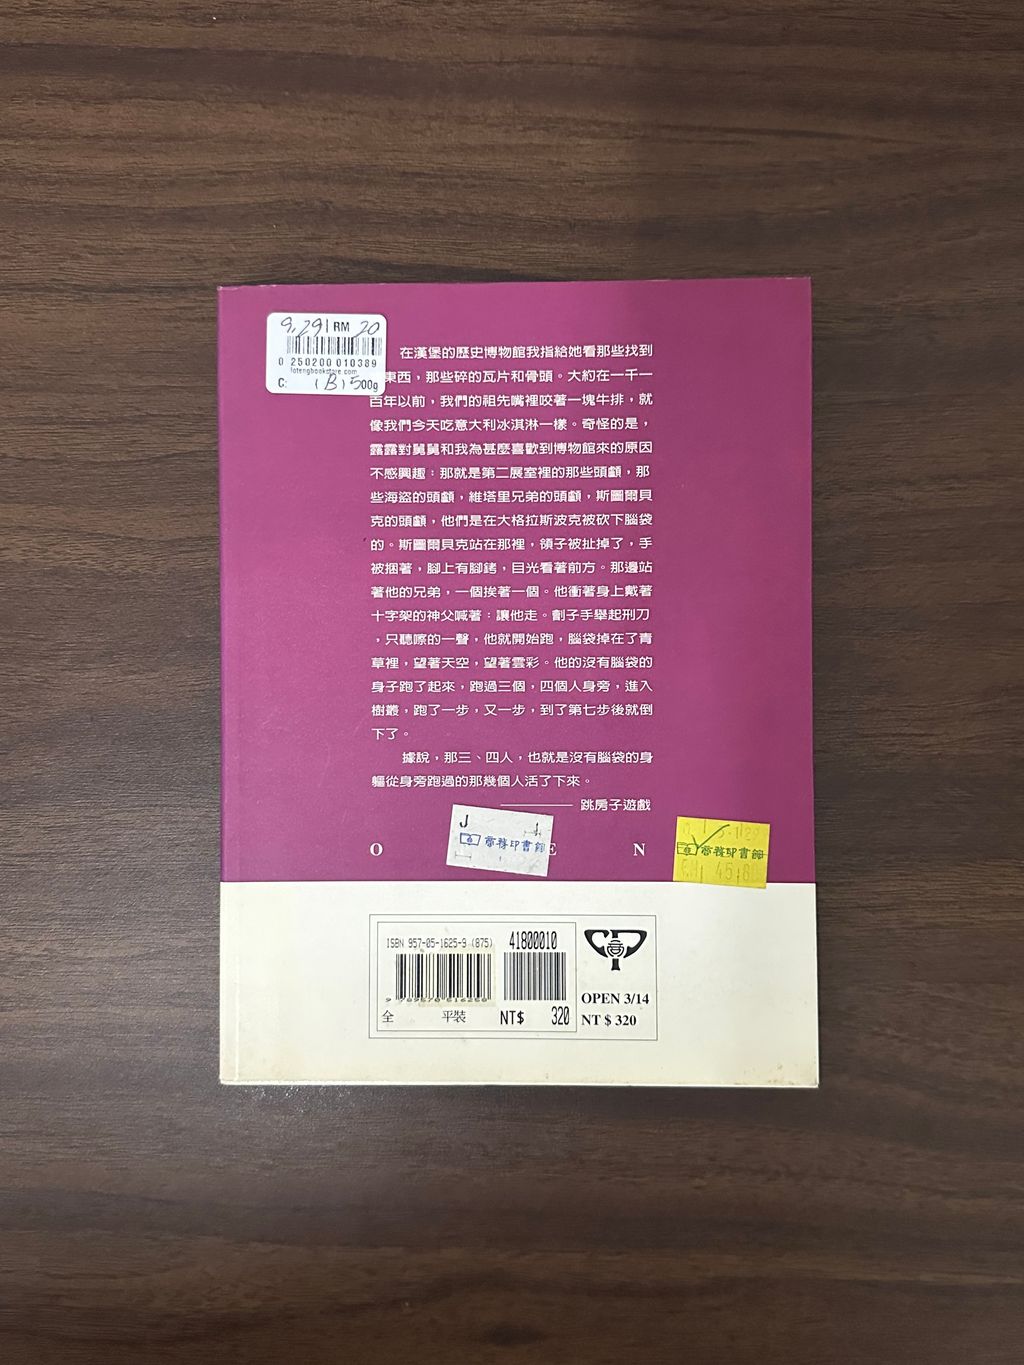 9.29 RM 20
0 250200 010389
lotengbookstore.com
C: (B) 500g
在漢堡的歷史博物館我指給她看那些找到
東西，那些碎的瓦片和骨頭。大約在一千一
百年以前，我們的祖先嘴裡咬著一塊牛排，就
像我們今天吃意大利冰淇淋一樣。奇怪的是，
露露對舅舅和我為甚麼喜歡到博物館來的原因
不感興趣：那就是第二展室裡的那些頭顱，那
些海盜的頭顱，維塔里兄弟的頭顱，斯圖爾貝
克的頭顱，他們是在大格拉斯波克被砍下腦袋
的。斯圖爾貝克站在那裡，領子被扯掉了，手
被捆著，腳上有腳銬，目光看著前方。那邊站
著他的兄弟，一個挨著一個。他衝著身上戴著
十字架的神父喊著：讓他走。劊子手舉起刑刀
，只聽嚓的一聲，他就開始跑，腦袋掉在了青
草裡，望著天空，望著雲彩。他的沒有腦袋的
身子跑了起來，跑過三個，四個人身旁，進入
樹叢，跑了一步，又一步，到了第七步後就倒
下了。
據說，那三、四人，也就是沒有腦袋的身
軀從身旁跑過的那幾個人活了下來。
——— 跳房子遊戲
商務印書館
商務印書館
45.80
O E N
ISBN 957-05-1625-9 (875)
41800010
9 789570 516258
全 平裝 NT$ 320
OPEN 3/14
NT $ 320